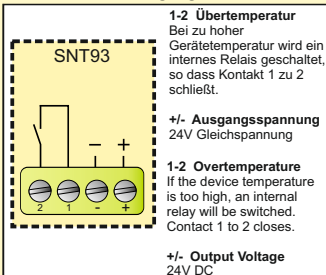 SNT93
- +
2 1 - +
1-2 Übertemperatur
Bei zu hoher
Gerätetemperatur wird ein
internes Relais geschaltet,
so dass Kontakt 1 zu 2
schließt.
+/- Ausgangsspannung
24V Gleichspannung
1-2 Overtemperature
If the device temperature
is too high, an internal
relay will be switched.
Contact 1 to 2 closes.
+/- Output Voltage
24V DC